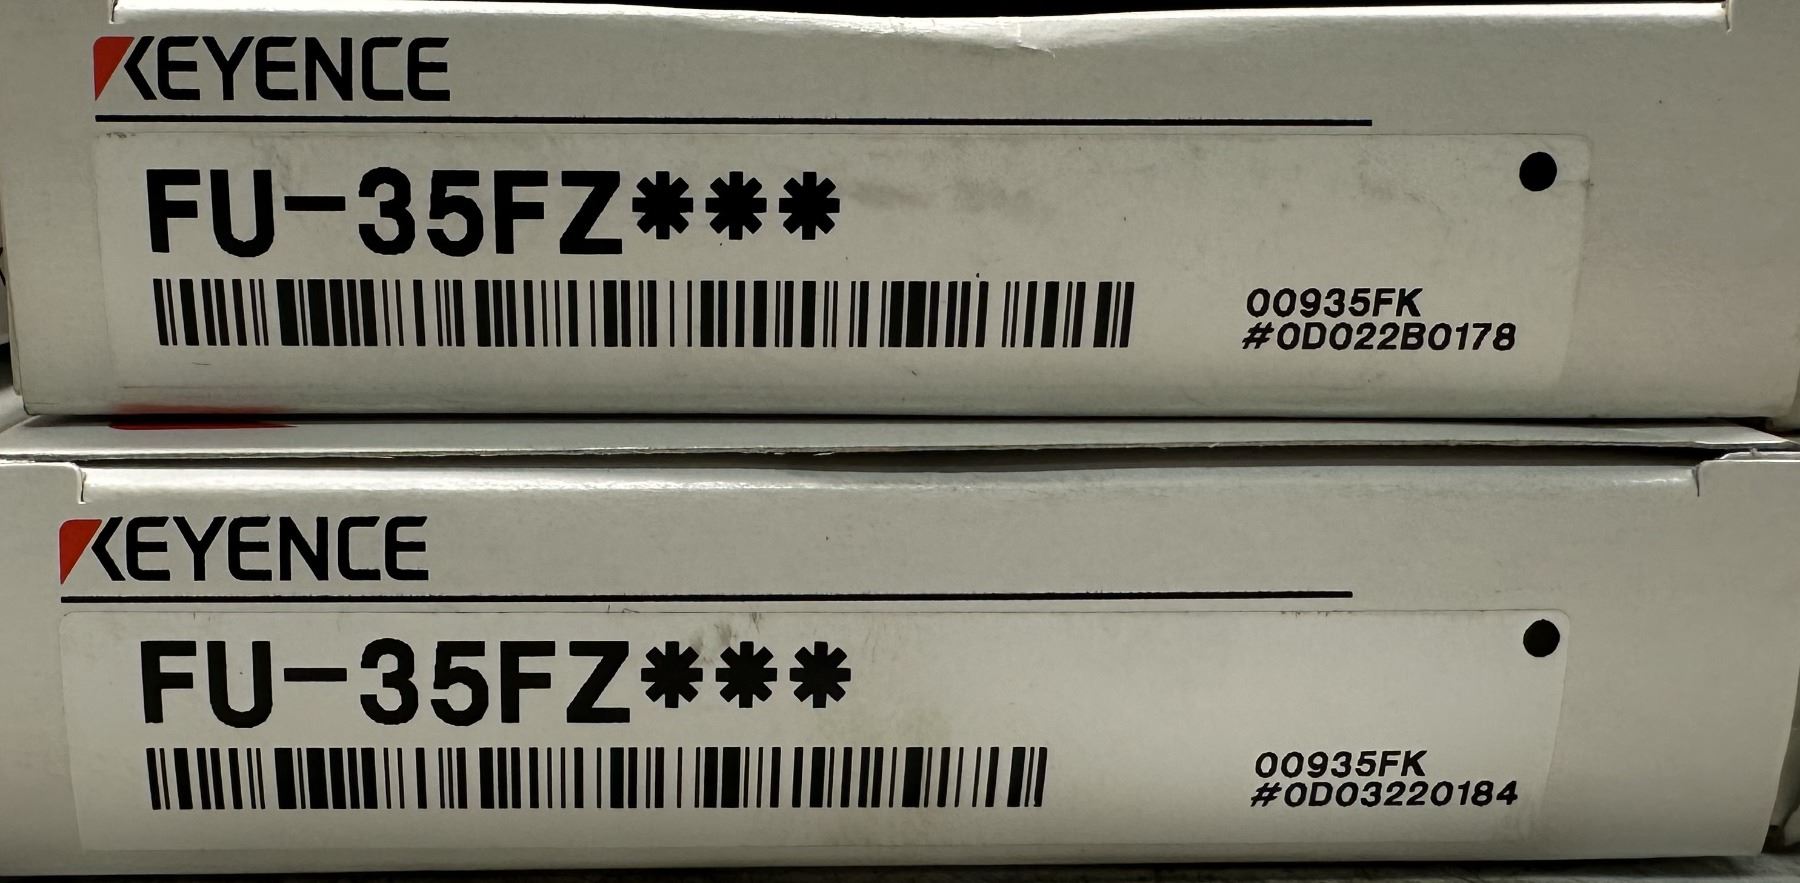 KEYENCE
FU-35FZ***
00935FK
#0D022B0178
KEYENCE
FU-35FZ***
00935FK
#0D03220184